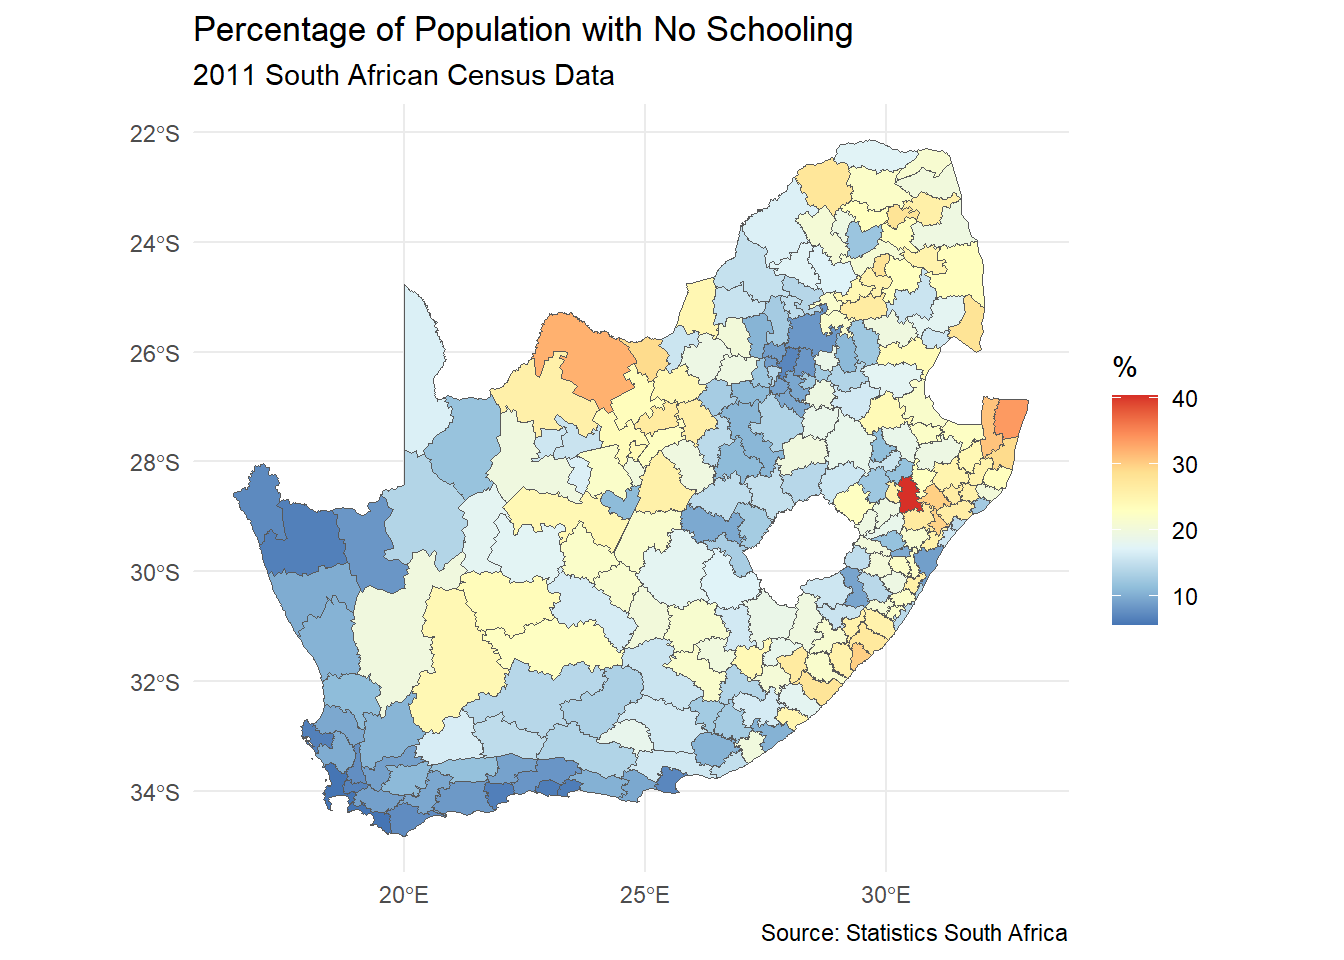 Percentage of Population with No Schooling
2011 South African Census Data
22°S
24°S
26°S
28°S
30°S
32°S
34°S
20°E
25°E
30°E
%
40
30
20
10
Source: Statistics South Africa